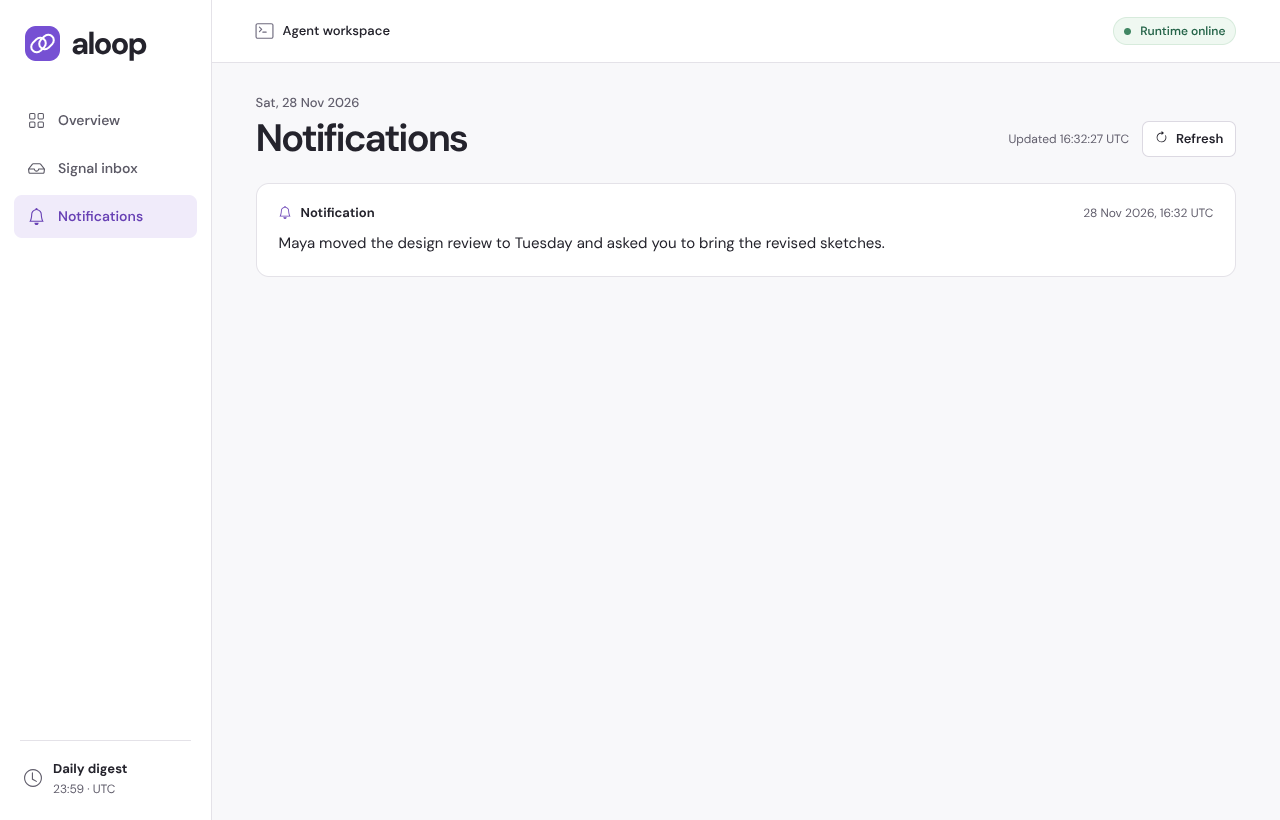 aloop
Overview
Signal inbox
Notifications
Daily digest
23:59 · UTC
Agent workspace
Runtime online
Sat, 28 Nov 2026
Notifications
Updated 16:32:27 UTC
Refresh
Notification
28 Nov 2026, 16:32 UTC
Maya moved the design review to Tuesday and asked you to bring the revised sketches.